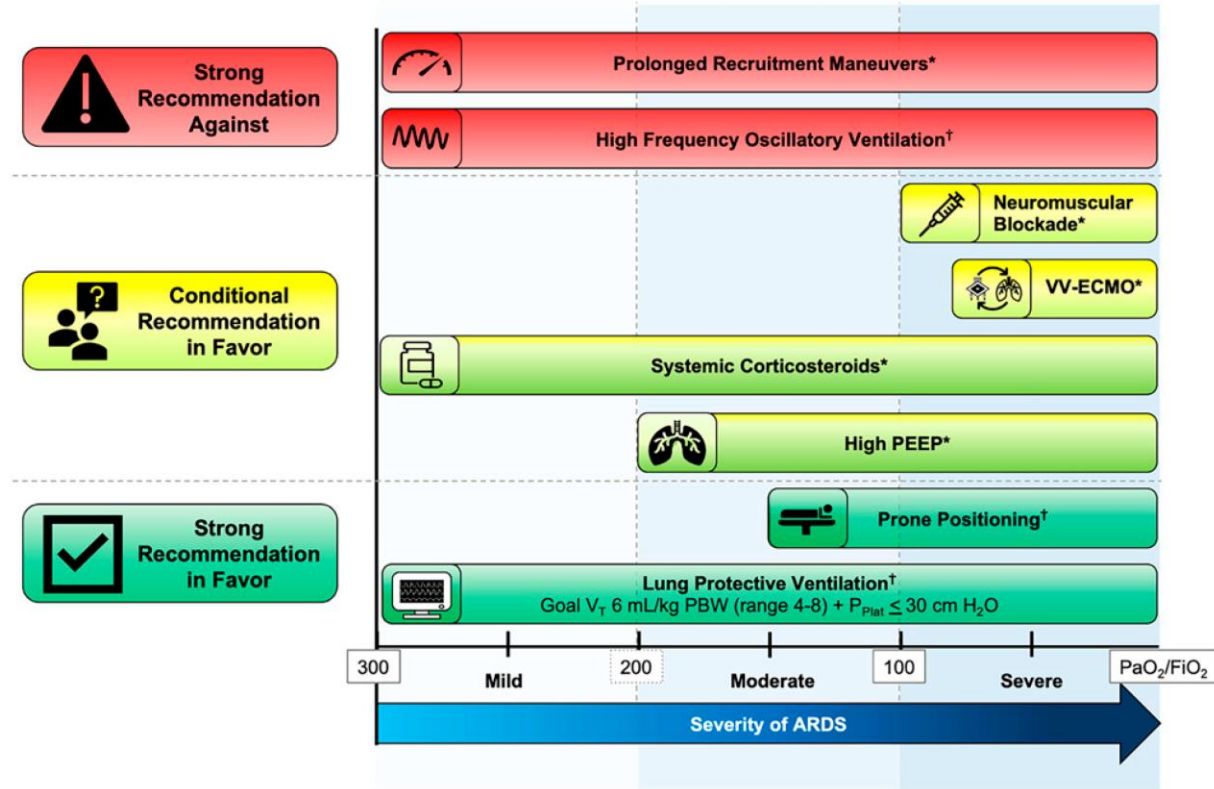 Strong
Recommendation
Against
Prolonged Recruitment Maneuvers*
High Frequency Oscillatory Ventilation†
Conditional
Recommendation
in Favor
Neuromuscular
Blockade*
VV-ECMO*
Systemic Corticosteroids*
High PEEP*
Strong
Recommendation
in Favor
Prone Positioning†
Lung Protective Ventilation†
Goal VT 6 mL/kg PBW (range 4-8) + PPlat ≤ 30 cm H2O
300
200
100
PaO2/FiO2
Mild
Moderate
Severe
Severity of ARDS